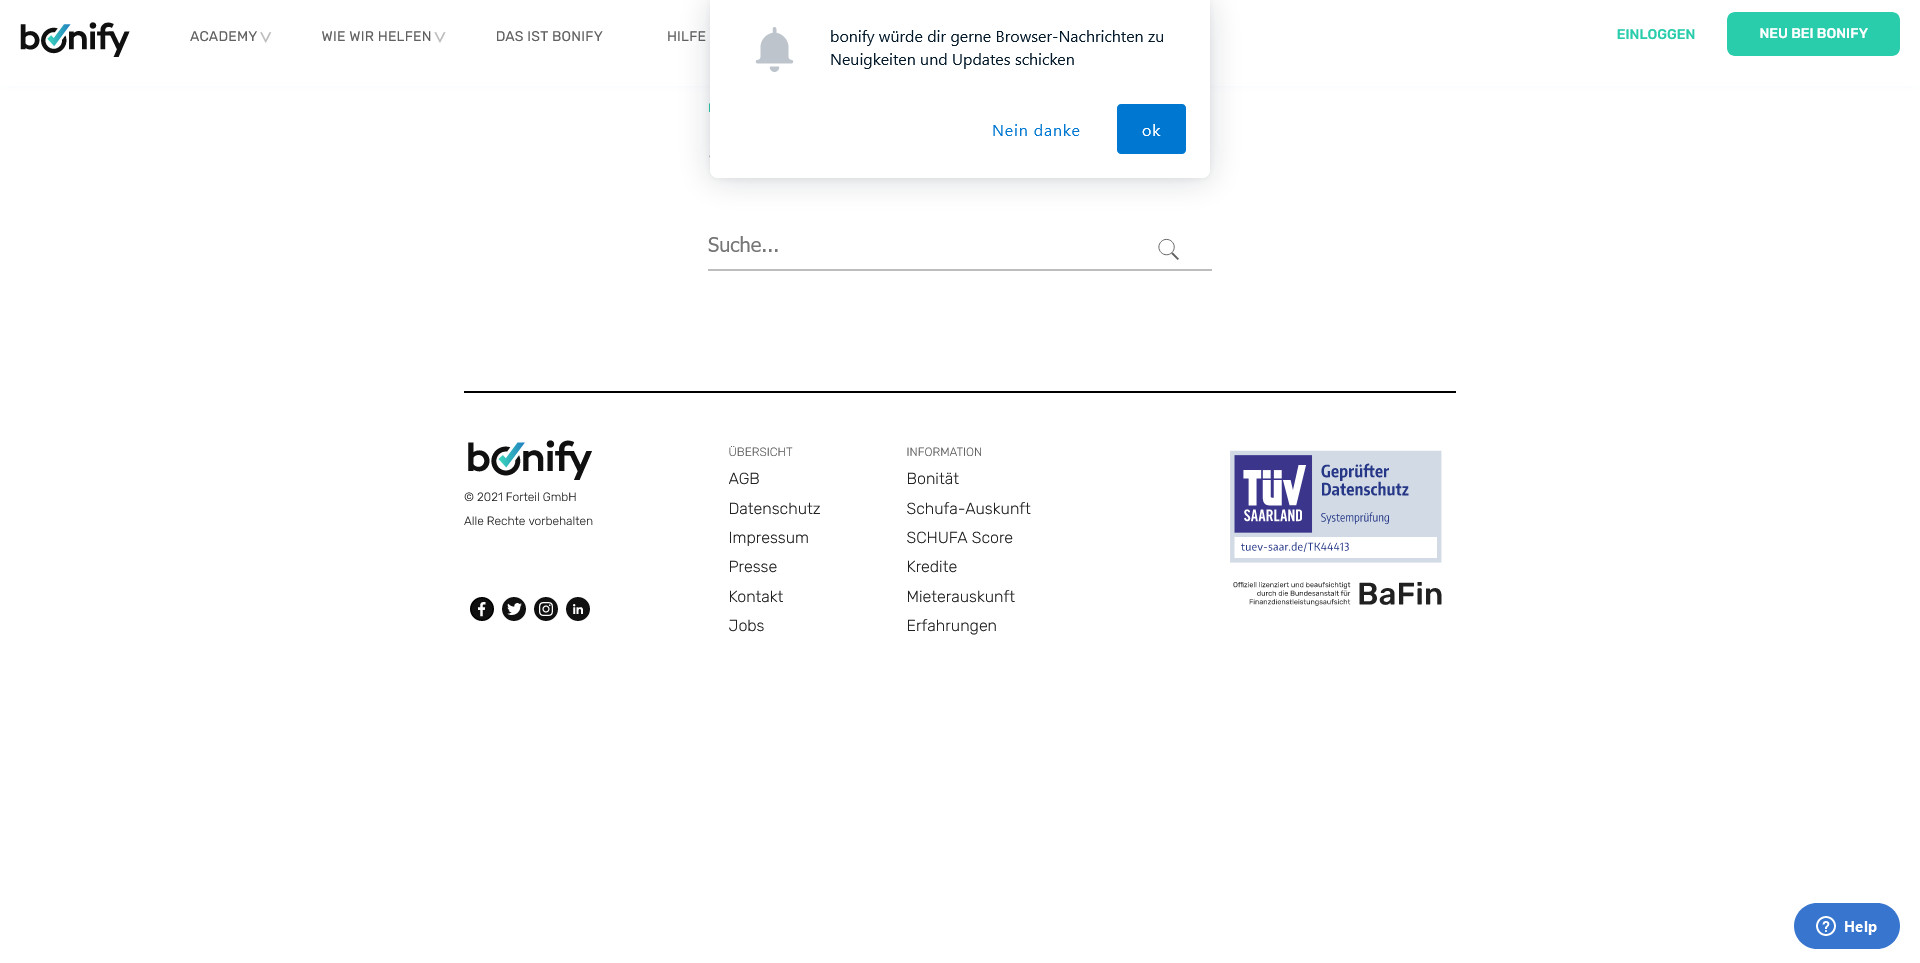 bonify
ACADEMY
WIE WIR HELFEN
DAS IST BONIFY
HILFE
bonify würde dir gerne Browser-Nachrichten zu
Neuigkeiten und Updates schicken
Nein danke
ok
EINLOGGEN
NEU BEI BONIFY
Suche...
bonify
© 2021 Forteil GmbH
Alle Rechte vorbehalten
ÜBERSICHT
AGB
Datenschutz
Impressum
Presse
Kontakt
Jobs
INFORMATION
Bonität
Schufa-Auskunft
SCHUFA Score
Kredite
Mieterauskunft
Erfahrungen
TÜV
SAARLAND
Geprüfter
Datenschutz
Systemprüfung
tuev-saar.de/TK44413
Offiziell lizenziert und beaufsichtigt
durch die Bundesanstalt für
Finanzdienstleistungsaufsicht
BaFin
Help